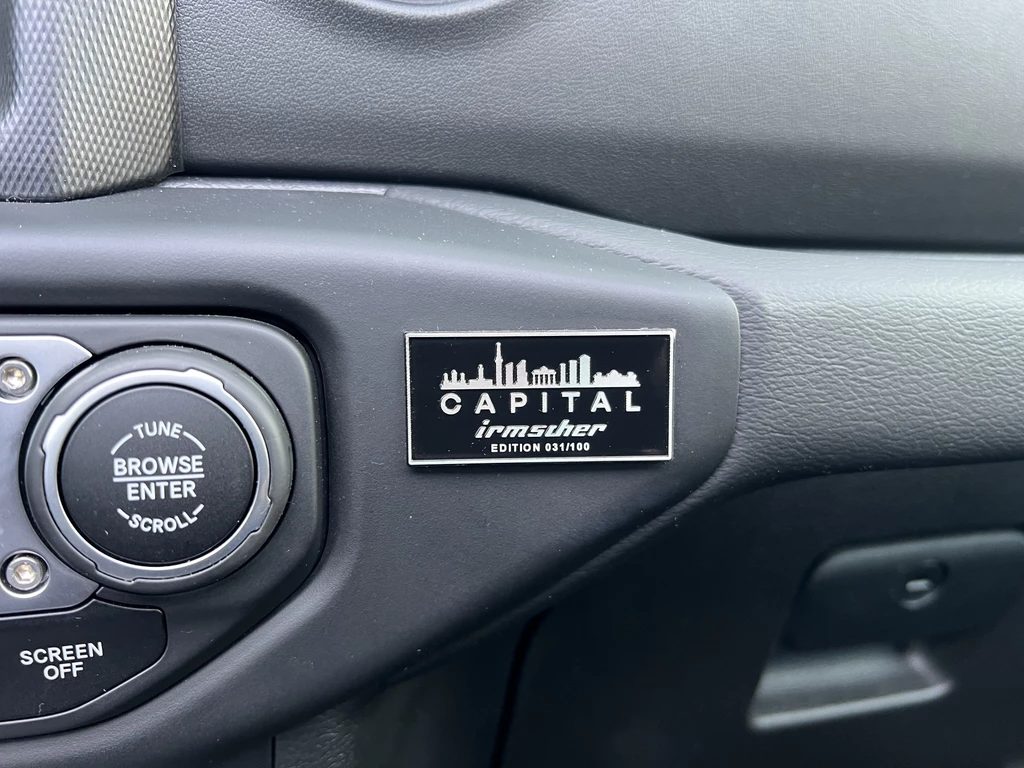 TUNE
BROWSE
ENTER
SCROLL
SCREEN
OFF
CAPITAL
irmscher
EDITION 031/100